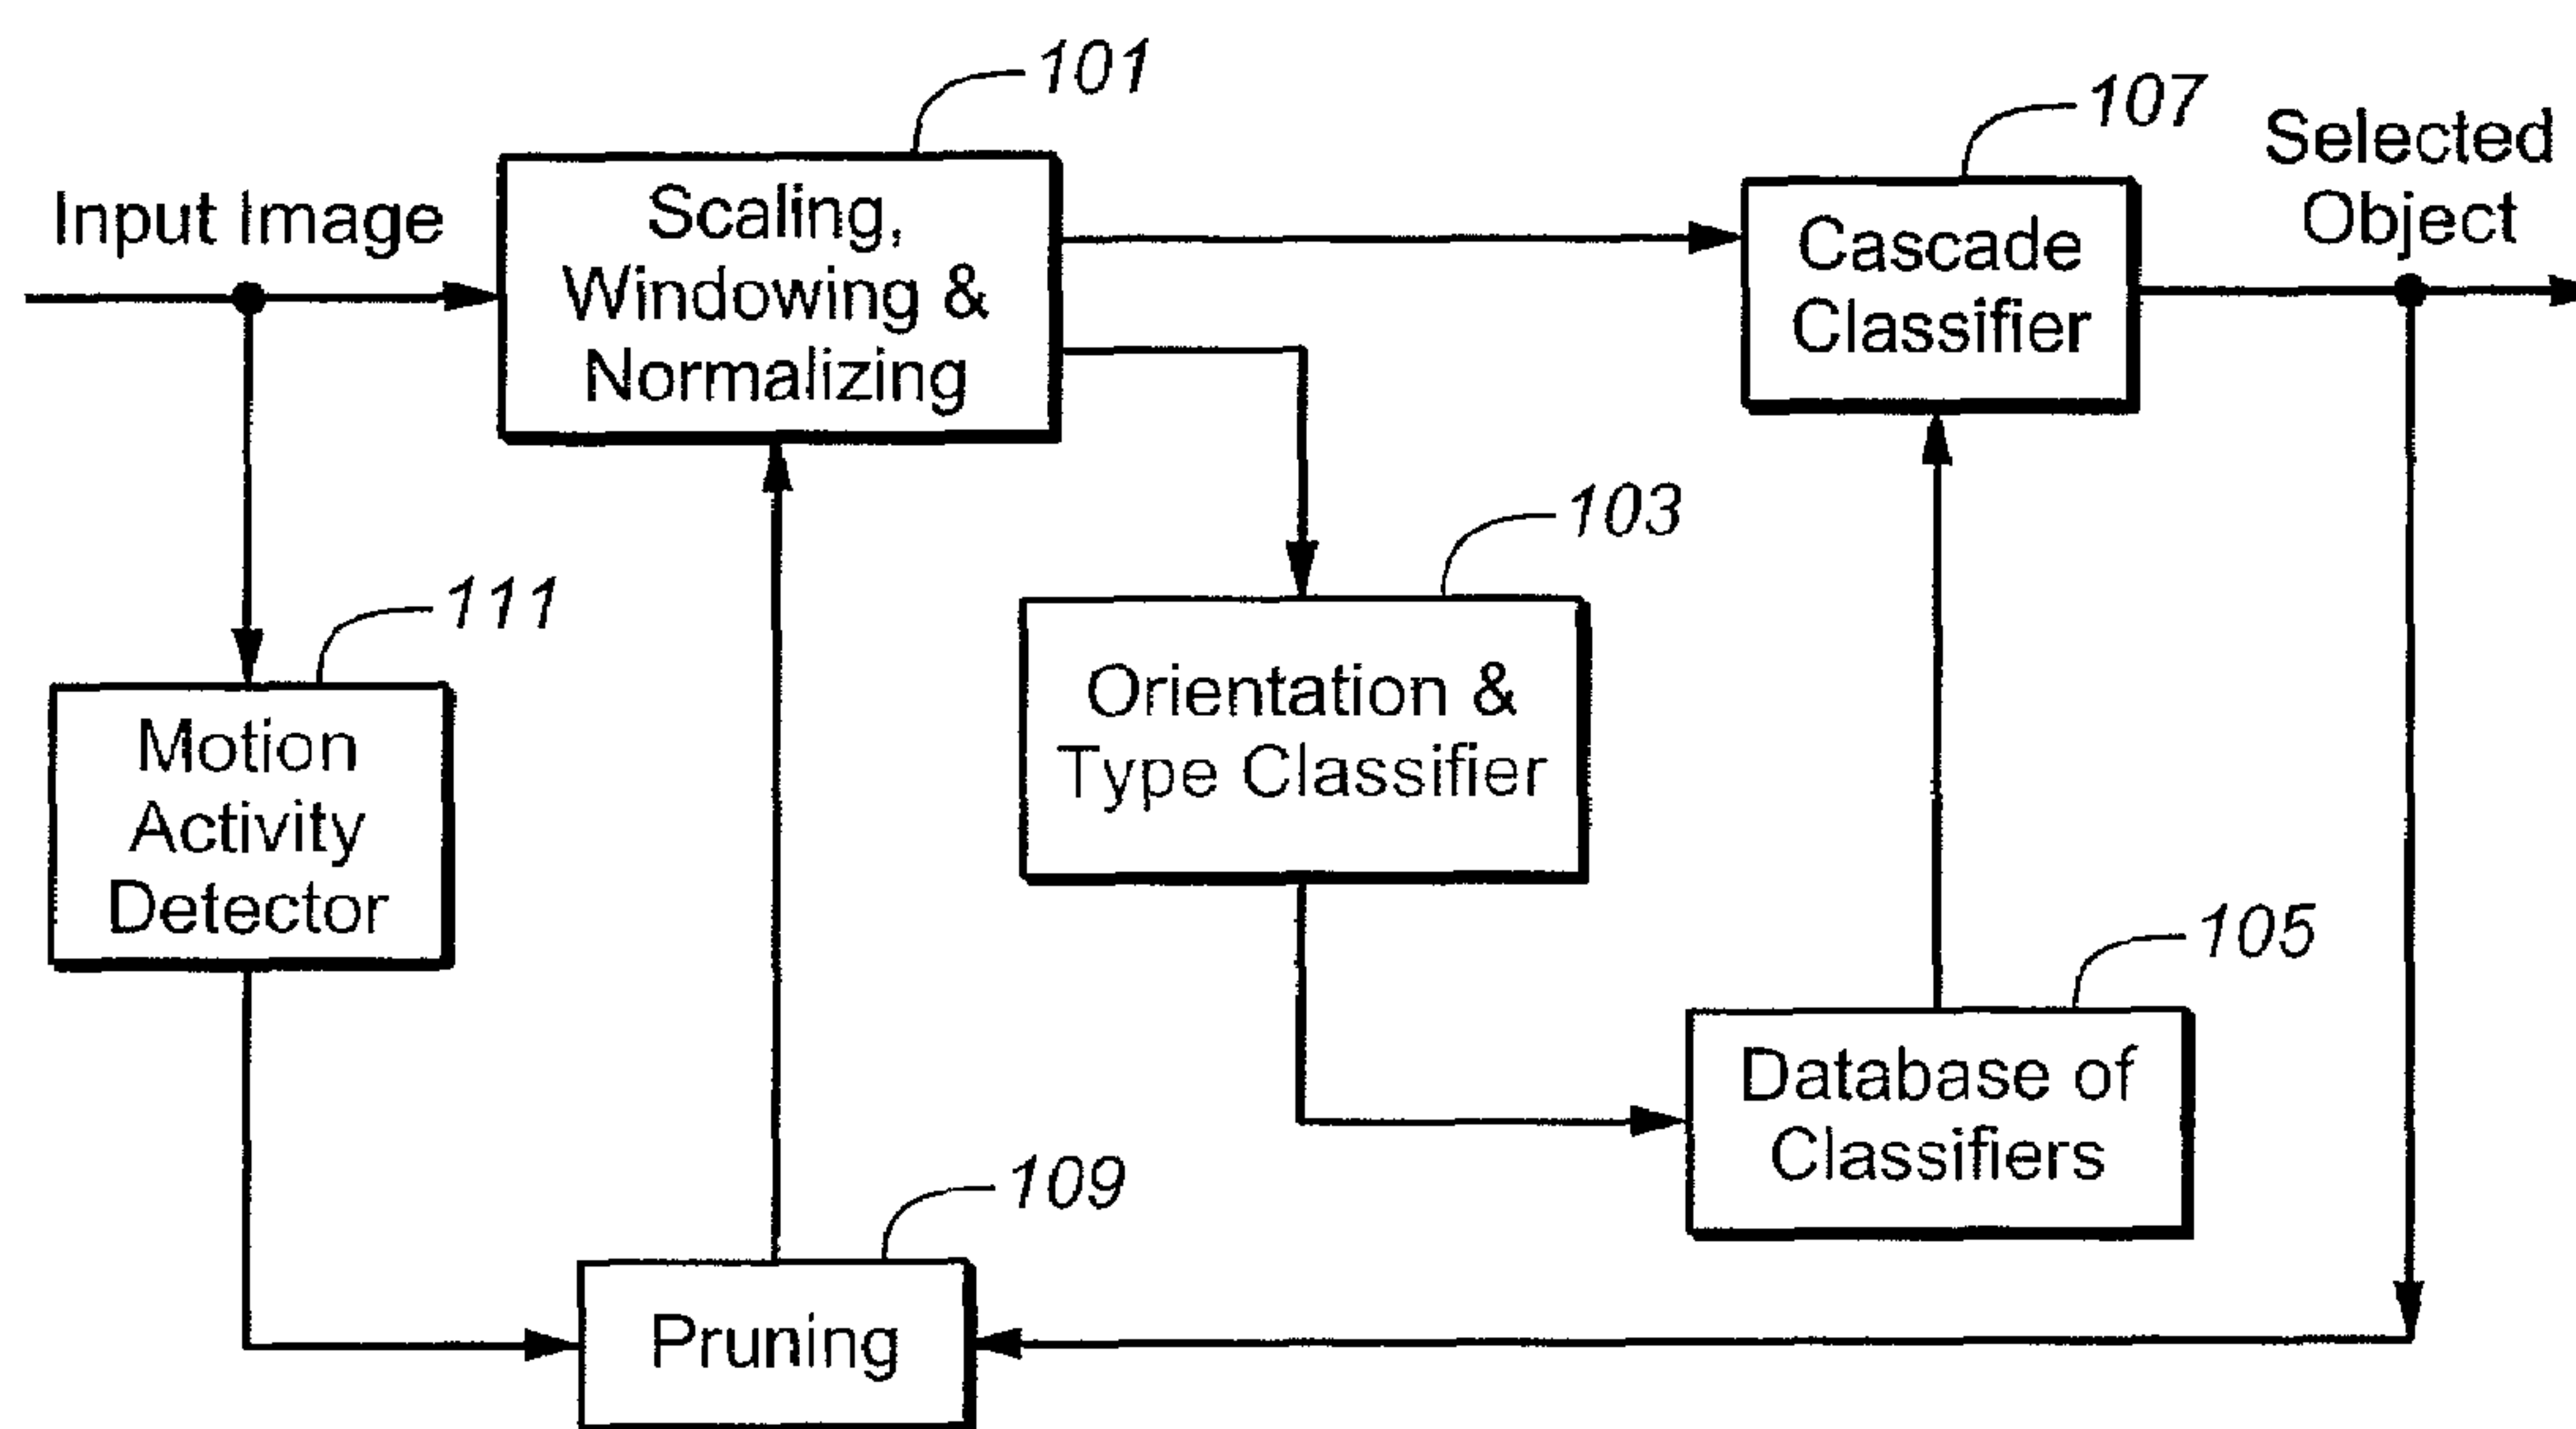 101
107
Selected
Object
Input Image
Scaling,
Windowing &
Normalizing
Cascade
Classifier
103
111
Orientation &
Type Classifier
Motion
Activity
Detector
105
Database of
Classifiers
109
Pruning